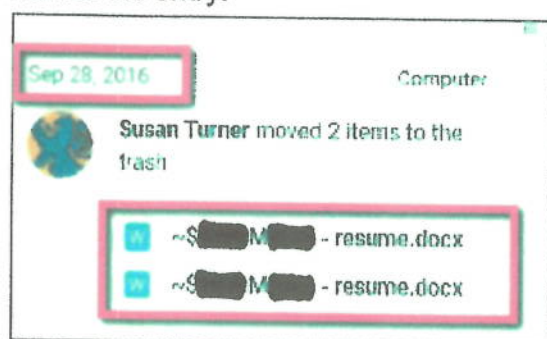 Sep 28, 2016
Computer
Susan Turner moved 2 items to the
trash
W ~S M - resume.docx
W ~S M - resume.docx